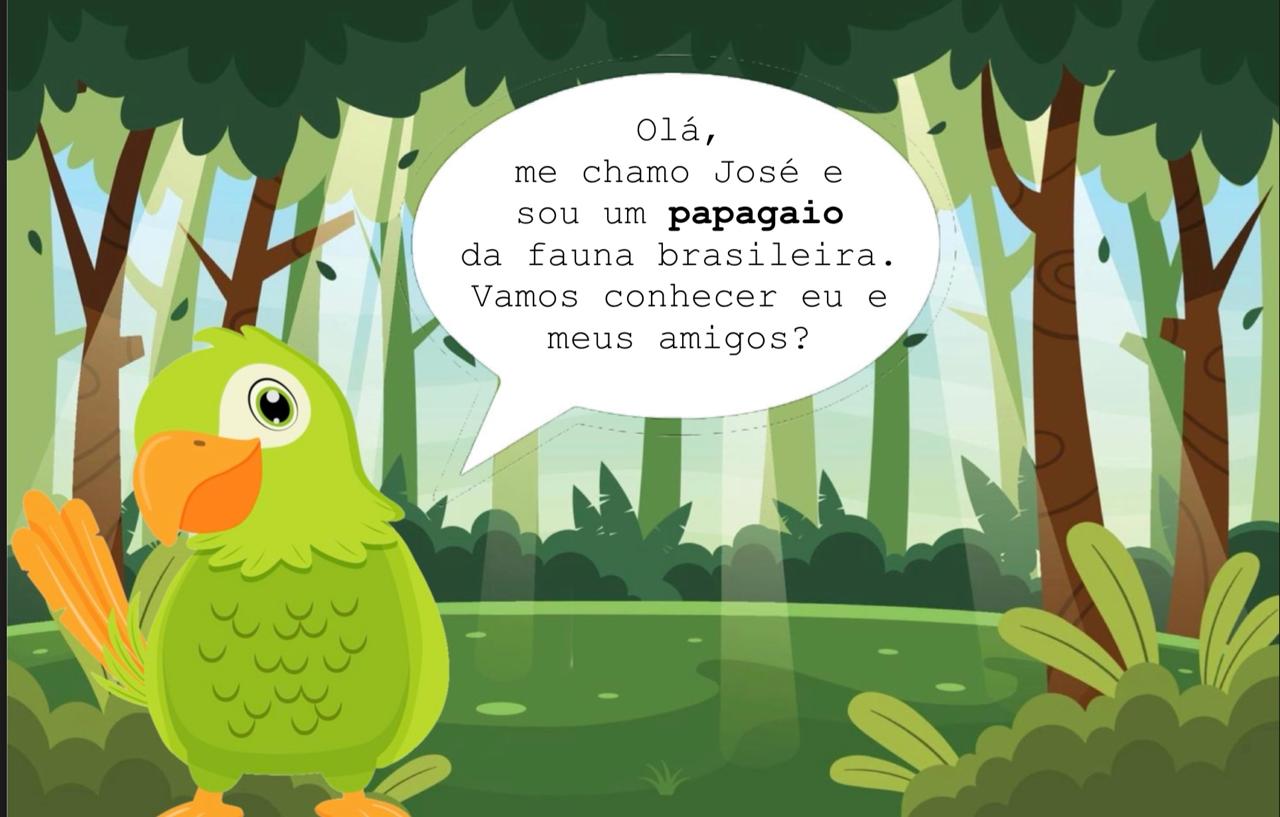 Olá,
me chamo José e
sou um papagaio
da fauna brasileira.
Vamos conhecer eu e
meus amigos?